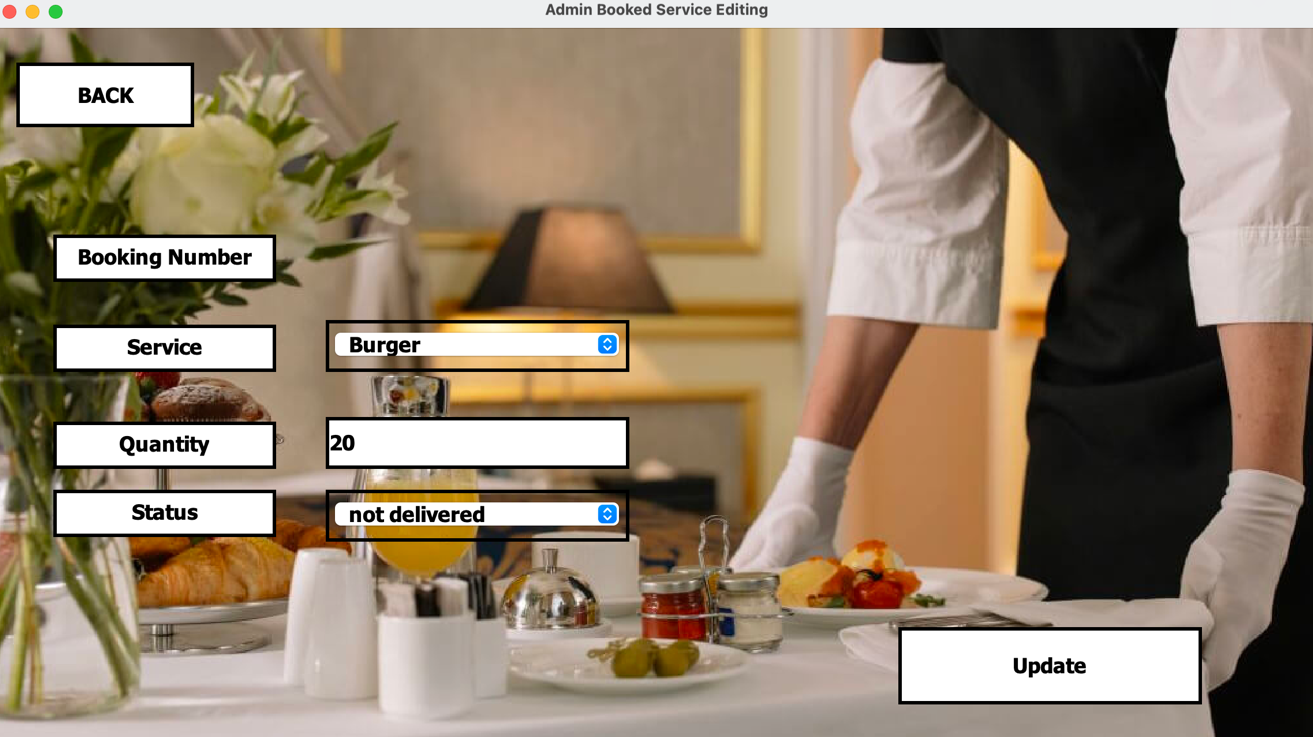 Admin Booked Service Editing
BACK
Booking Number
Service
Burger
Quantity
20
Status
not delivered
Update